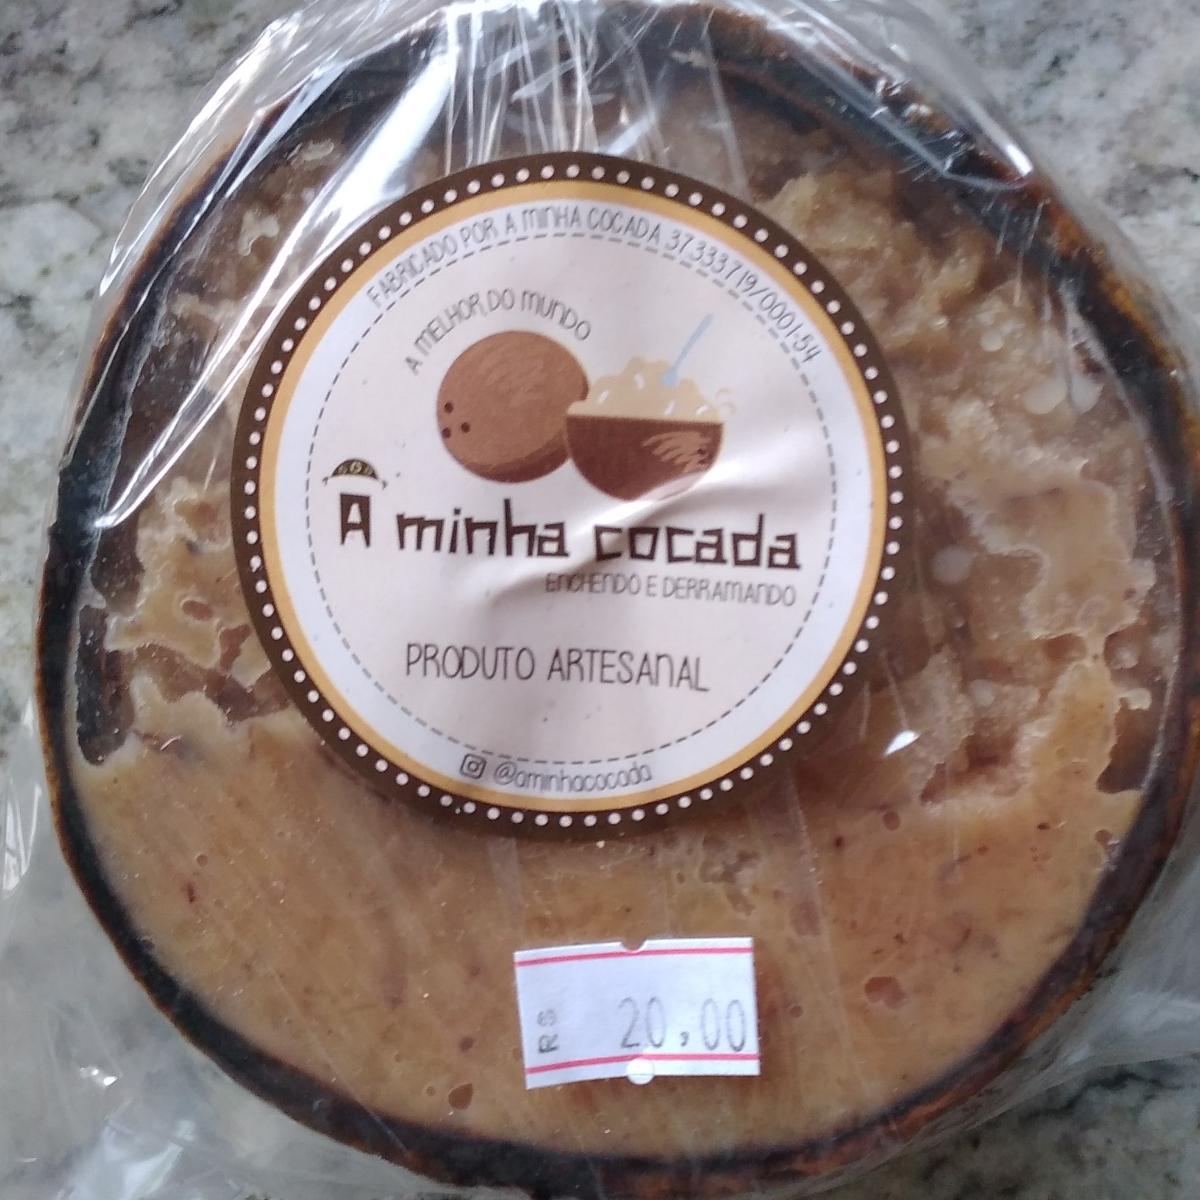 FABRICADO POR A MINHA COCADA 37.333.719/0001-54
A MELHOR DO MUNDO
A minha cocada
ENCHENDO E DERRAMANDO
PRODUTO ARTESANAL
@aminhacocada
R$ 20,00